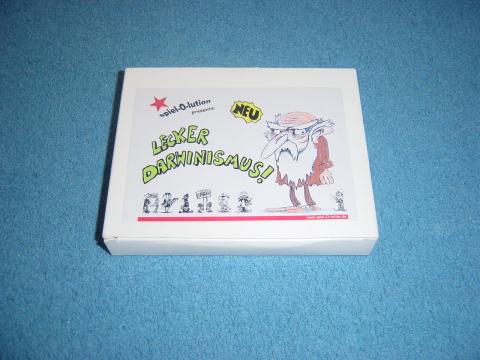 spiel-O-lution
presents:
NEU
LECKER
DARWINISMUS!